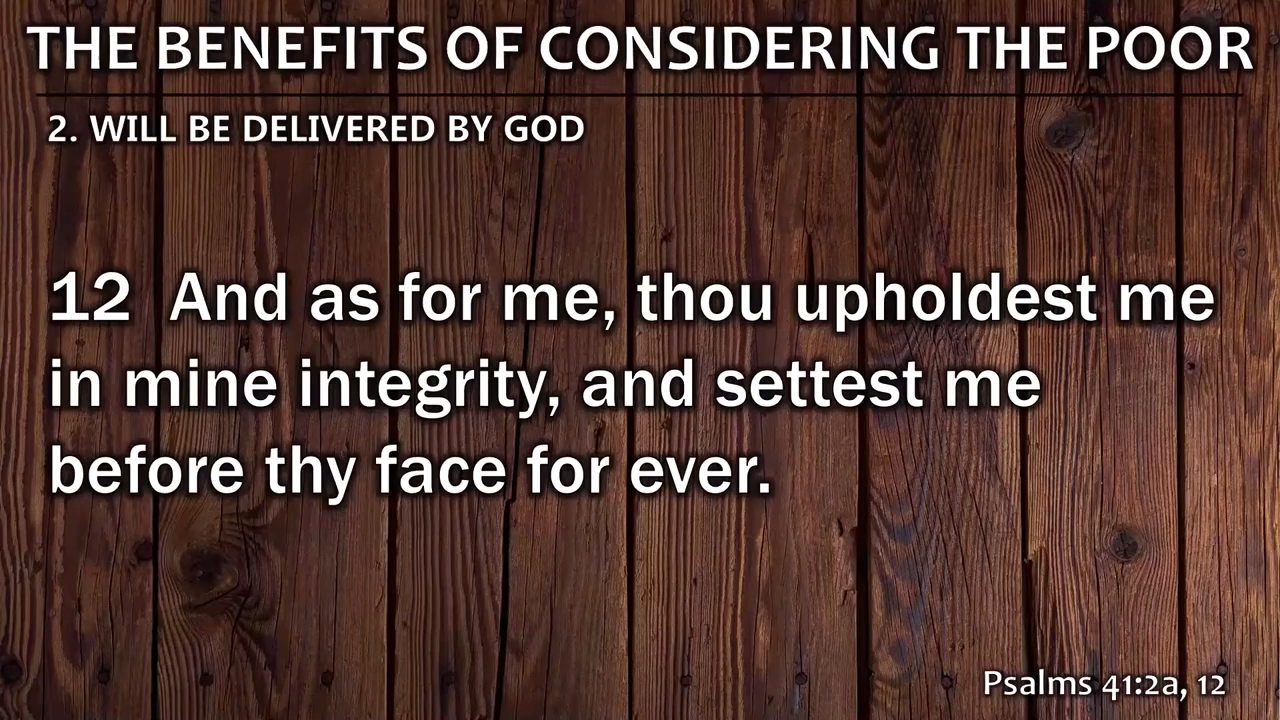 THE BENEFITS OF CONSIDERING THE POOR
2. WILL BE DELIVERED BY GOD
12 And as for me, thou upholdest me
in mine integrity, and settest me
before thy face for ever.
Psalms 41:2a, 12